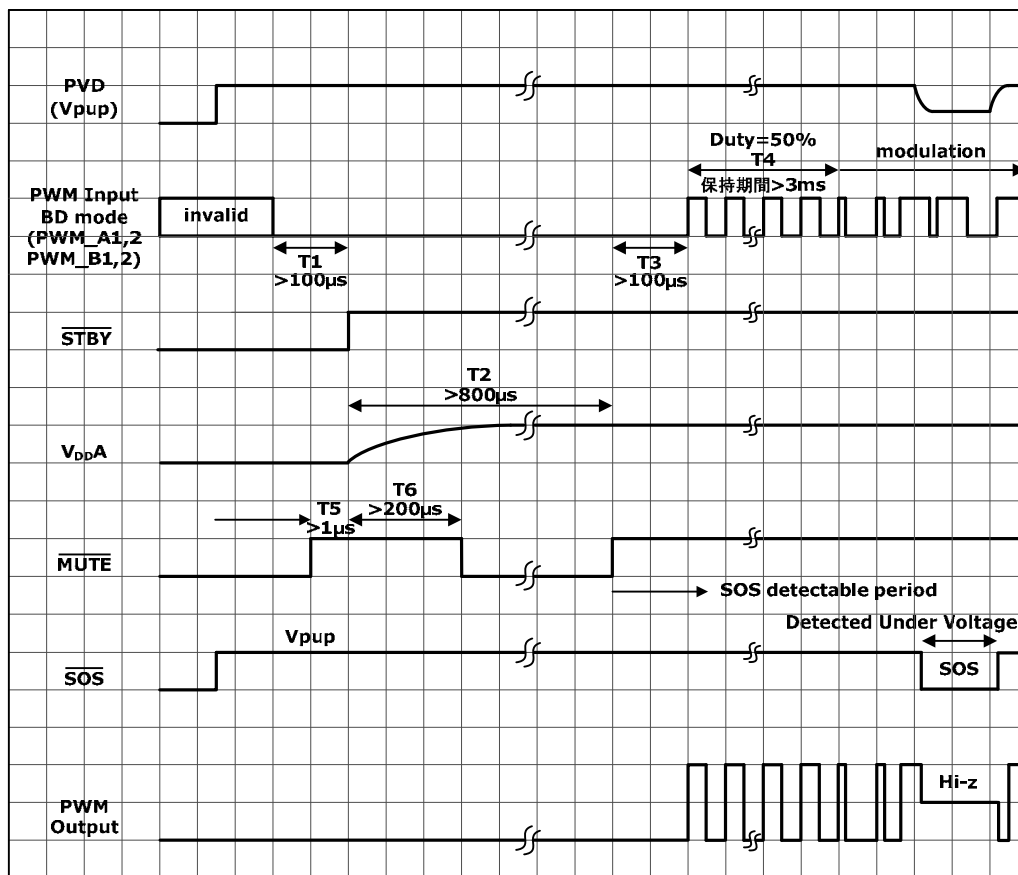 PVD
(Vpup)
Duty=50%
T4
modulation
保持期間>3ms
PWM Input
BD mode
(PWM_A1,2
PWM_B1,2)
invalid
T1
>100μs
T3
>100μs
STBY
T2
>800μs
VDDA
T5
>1μs
T6
>200μs
MUTE
SOS detectable period
Detected Under Voltage
Vpup
SOS
SOS
Hi-z
PWM
Output